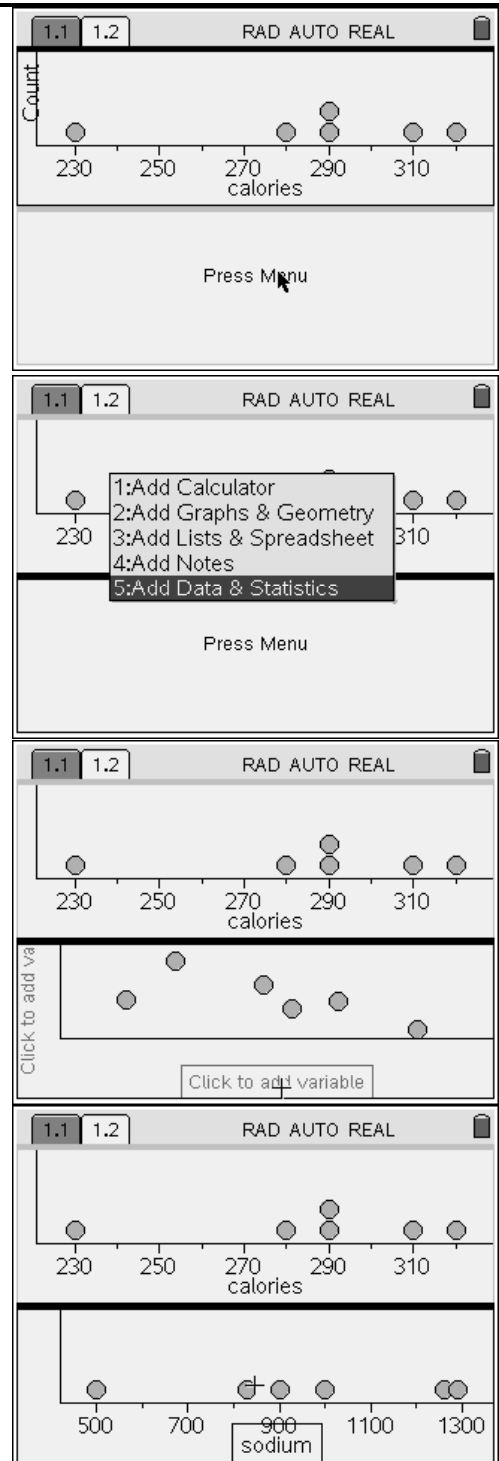 1.1 1.2 RAD AUTO REAL
Count
230 250 270 290 310
calories
Press Menu
1.1 1.2 RAD AUTO REAL
1:Add Calculator
2:Add Graphs & Geometry
230 3:Add Lists & Spreadsheet 310
4:Add Notes
5:Add Data & Statistics
Press Menu
1.1 1.2 RAD AUTO REAL
230 250 270 290 310
calories
Click to add va
Click to add variable
1.1 1.2 RAD AUTO REAL
230 250 270 290 310
calories
500 700 900 1100 1300
sodium